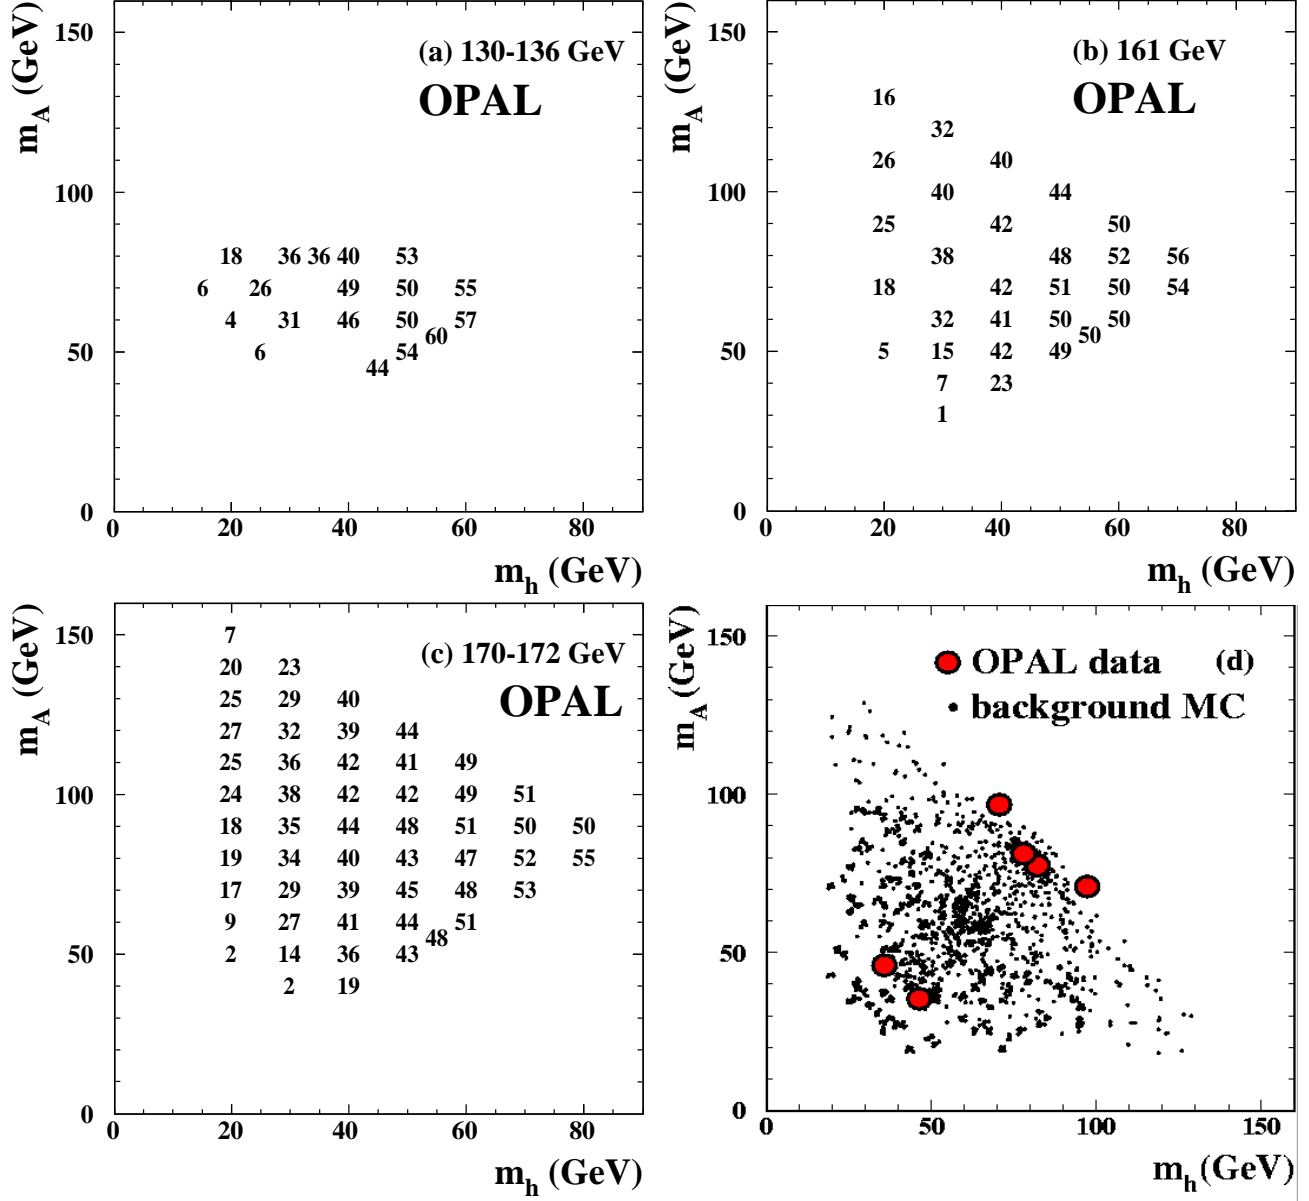 m_A (GeV)
150
100
50
0
(a) 130-136 GeV
OPAL
18 36 36 40 53
6 26 49 50 55
4 31 46 50 57
60
6 54
44
0 20 40 60 80
m_h (GeV)
m_A (GeV)
150
100
50
0
(b) 161 GeV
OPAL
16
32
26 40
40 44
25 42 50
38 48 52 56
18 42 51 50 54
32 41 50 50
50
5 15 42 49
7 23
1
0 20 40 60 80
m_h (GeV)
m_A (GeV)
150
100
50
0
(c) 170-172 GeV
OPAL
7
20 23
25 29 40
27 32 39 44
25 36 42 41 49
24 38 42 42 49 51
18 35 44 48 51 50 50
19 34 40 43 47 52 55
17 29 39 45 48 53
9 27 41 44 51
48
2 14 36 43
2 19
0 20 40 60 80
m_h (GeV)
m_A (GeV)
150
100
50
0
OPAL data (d)
background MC
0 50 100 150
m_h (GeV)